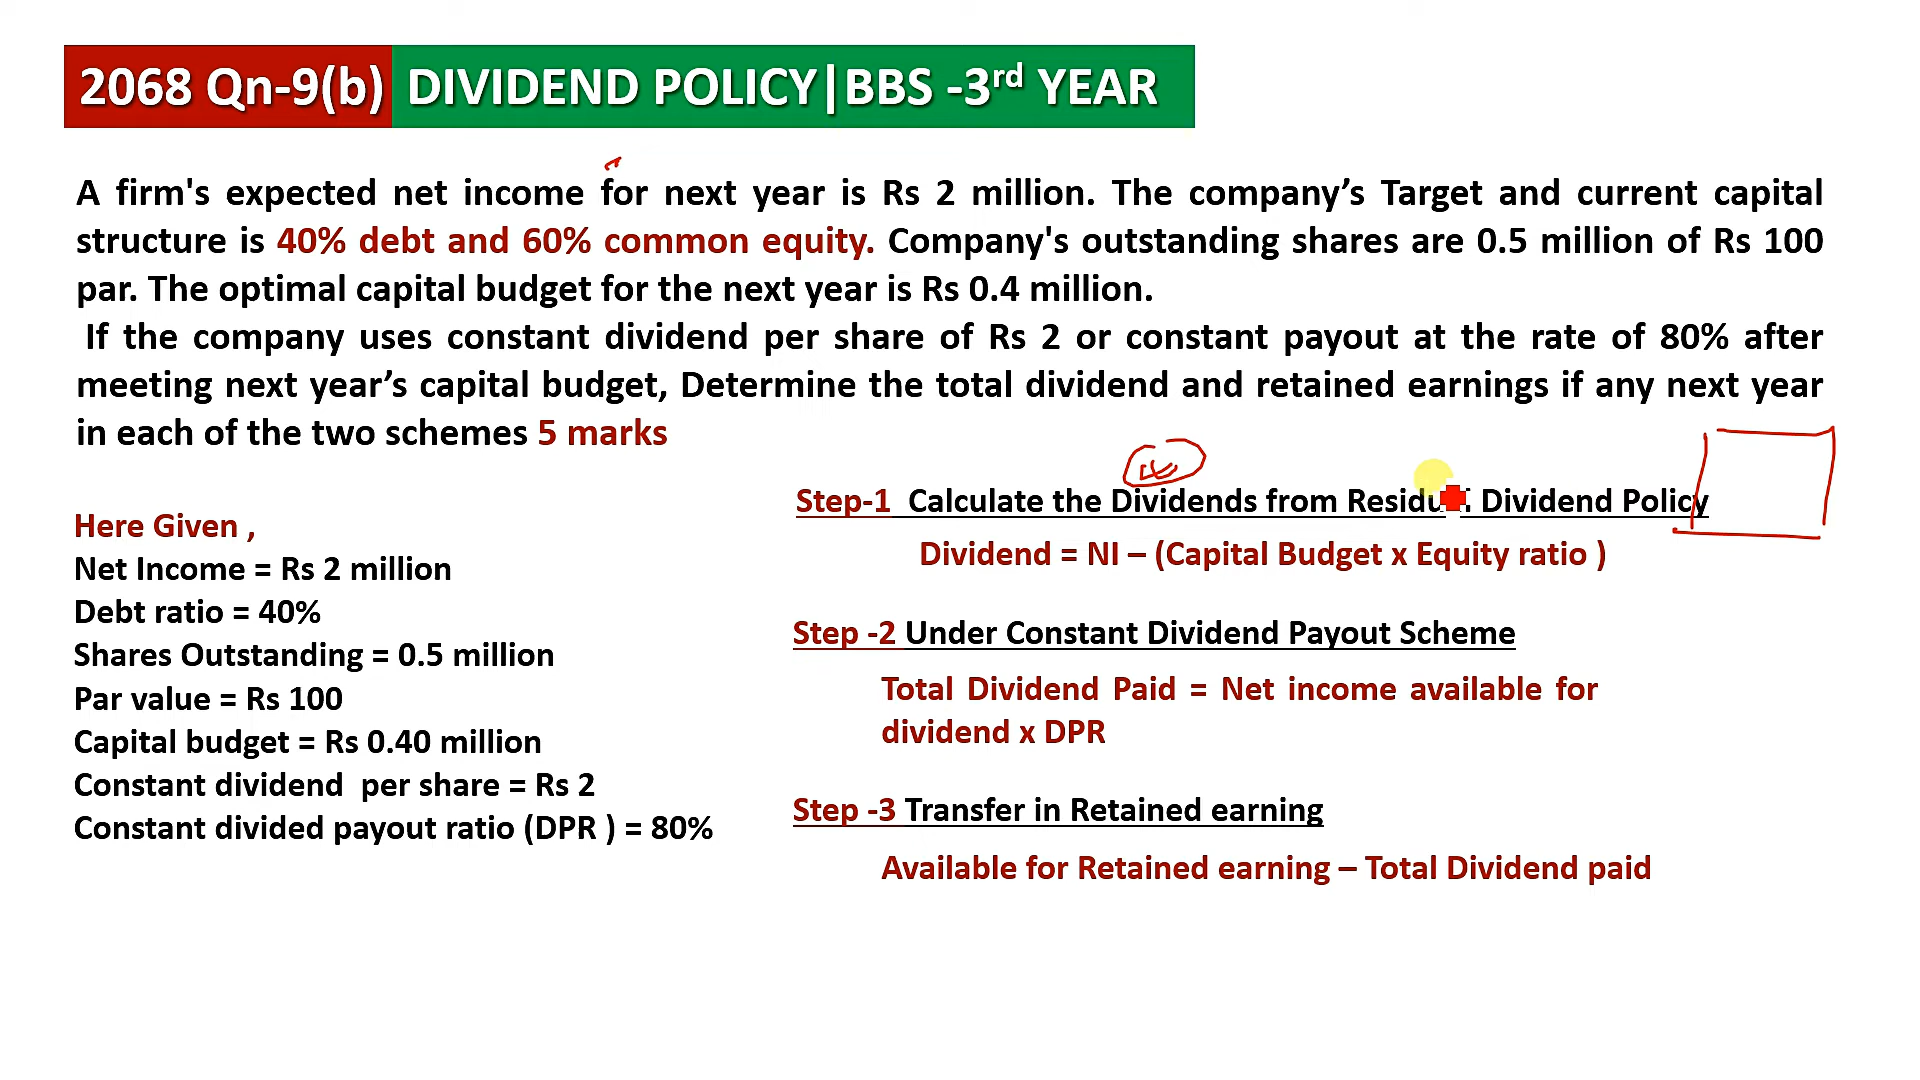 2068 Qn-9(b) DIVIDEND POLICY|BBS -3rd YEAR
A firm's expected net income for next year is Rs 2 million. The company’s Target and current capital
structure is 40% debt and 60% common equity. Company's outstanding shares are 0.5 million of Rs 100
par. The optimal capital budget for the next year is Rs 0.4 million.
If the company uses constant dividend per share of Rs 2 or constant payout at the rate of 80% after
meeting next year’s capital budget, Determine the total dividend and retained earnings if any next year
in each of the two schemes 5 marks
Here Given ,
Net Income = Rs 2 million
Debt ratio = 40%
Shares Outstanding = 0.5 million
Par value = Rs 100
Capital budget = Rs 0.40 million
Constant dividend per share = Rs 2
Constant divided payout ratio (DPR ) = 80%
Step-1 Calculate the Dividends from Dividend Policy
Dividend = NI – (Capital Budget x Equity ratio )
Step -2 Under Constant Dividend Payout Scheme
Total Dividend Paid = Net income available for
dividend x DPR
Step -3 Transfer in Retained earning
Available for Retained earning – Total Dividend paid